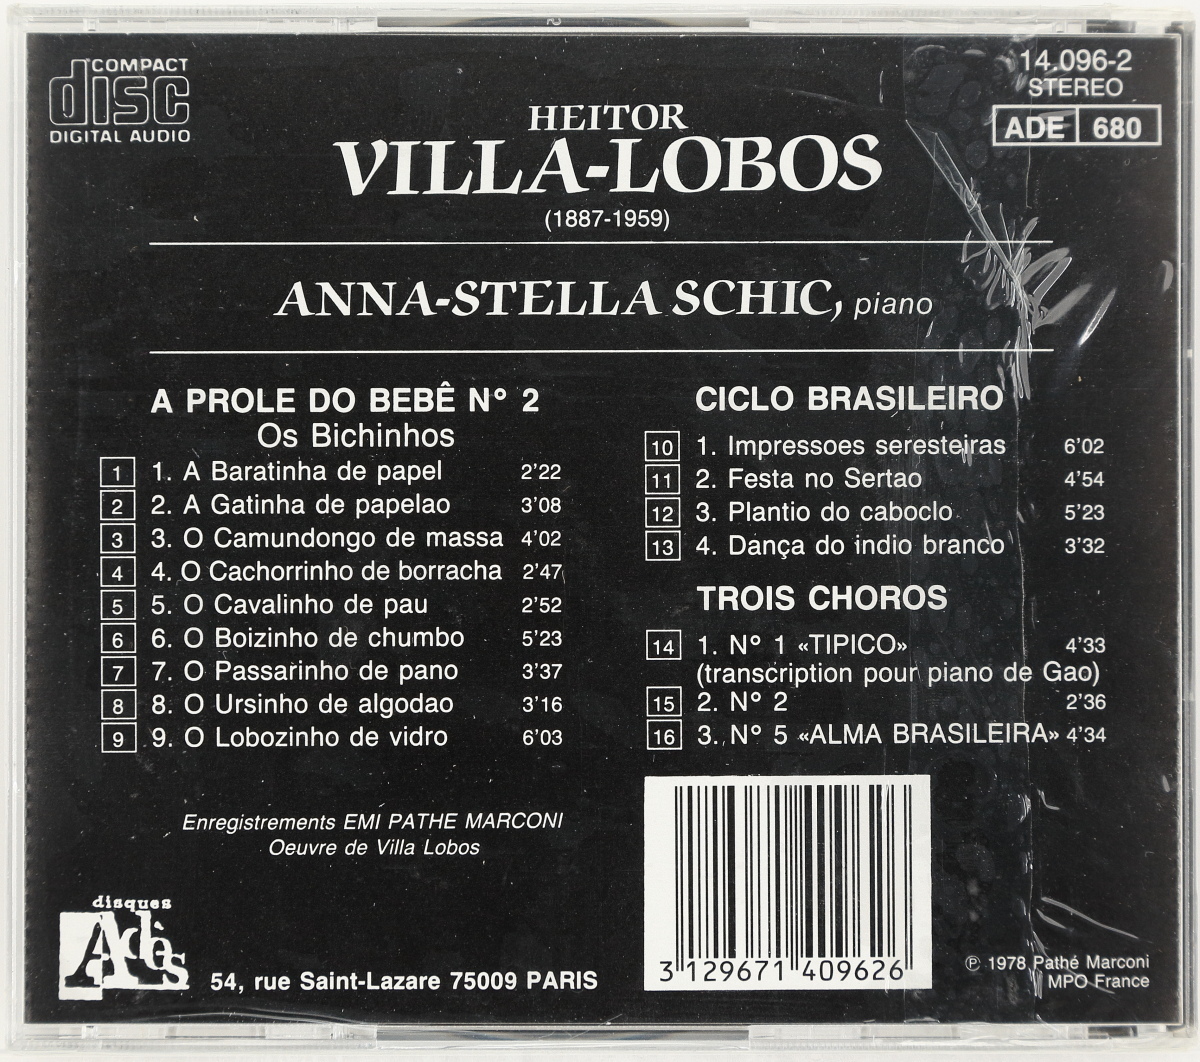 COMPACT
disc
DIGITAL AUDIO
14.096-2
STEREO
ADE 680
HEITOR
VILLA-LOBOS
(1887-1959)
ANNA-STELLA SCHIC, piano
A PROLE DO BEBÊ Nº 2
Os Bichinhos
1 1. A Baratinha de papel 2'22
2 2. A Gatinha de papelao 3'08
3 3. O Camundongo de massa 4'02
4 4. O Cachorrinho de borracha 2'47
5 5. O Cavalinho de pau 2'52
6 6. O Boizinho de chumbo 5'23
7 7. O Passarinho de pano 3'37
8 8. O Ursinho de algodao 3'16
9 9. O Lobozinho de vidro 6'03
CICLO BRASILEIRO
10 1. Impressoes seresteiras 6'02
11 2. Festa no Sertao 4'54
12 3. Plantio do caboclo 5'23
13 4. Dança do indio branco 3'32
TROIS CHOROS
14 1. Nº 1 «TIPICO» 4'33
(transcription pour piano de Gao)
15 2. Nº 2 2'36
16 3. Nº 5 «ALMA BRASILEIRA» 4'34
Enregistrements EMI PATHE MARCONI
Oeuvre de Villa Lobos
disques
Adès
54, rue Saint-Lazare 75009 PARIS
3 129671 409626
℗ 1978 Pathé Marconi
MPO France